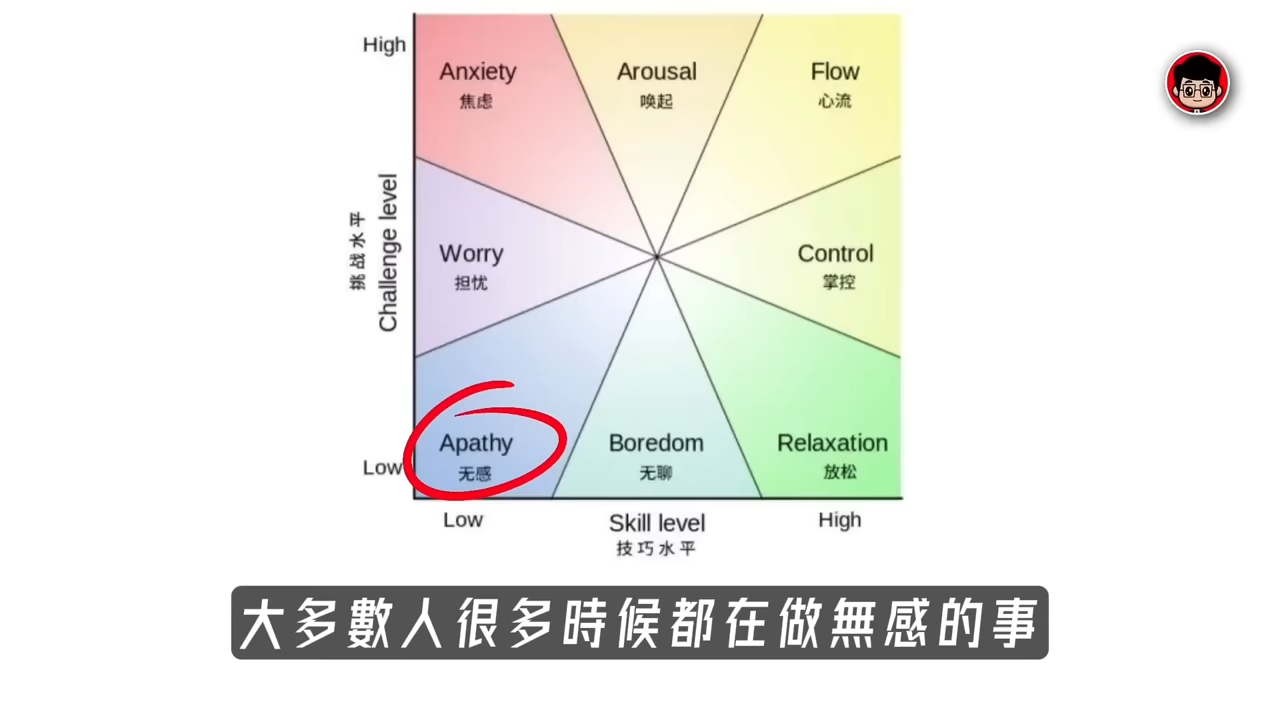 High
Anxiety
焦虑
Arousal
唤起
Flow
心流
挑战水平
Challenge level
Worry
担忧
Control
掌控
Low
Apathy
无感
Boredom
无聊
Relaxation
放松
Low
Skill level
技巧水平
High
大多數人很多時候都在做無感的事